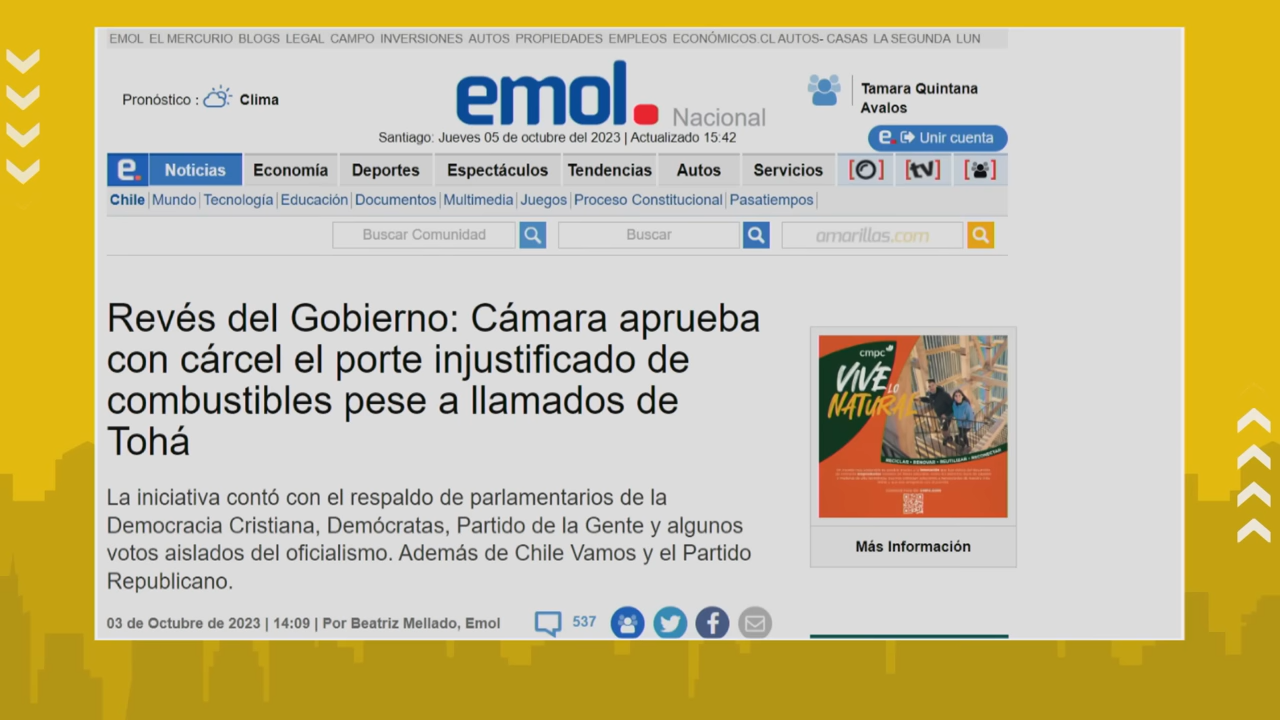 EMOL EL MERCURIO BLOGS LEGAL CAMPO INVERSIONES AUTOS PROPIEDADES EMPLEOS ECONÓMICOS.CL AUTOS- CASAS LA SEGUNDA LUN
Pronóstico : Clima
emol. Nacional
Tamara Quintana
Avalos
Santiago: Jueves 05 de octubre del 2023 | Actualizado 15:42
e. Unir cuenta
e. Noticias Economía Deportes Espectáculos Tendencias Autos Servicios [tv]
Chile | Mundo | Tecnología | Educación | Documentos | Multimedia | Juegos | Proceso Constitucional | Pasatiempos |
Buscar Comunidad Buscar amarillas.com
Revés del Gobierno: Cámara aprueba
con cárcel el porte injustificado de
combustibles pese a llamados de
Tohá
La iniciativa contó con el respaldo de parlamentarios de la
Democracia Cristiana, Demócratas, Partido de la Gente y algunos
votos aislados del oficialismo. Además de Chile Vamos y el Partido
Republicano.
03 de Octubre de 2023 | 14:09 | Por Beatriz Mellado, Emol 537
cmpc
VIVE LO
NATURAL
RECICLAR • RENOVAR • REUTILIZAR • RECONECTAR
Más Información